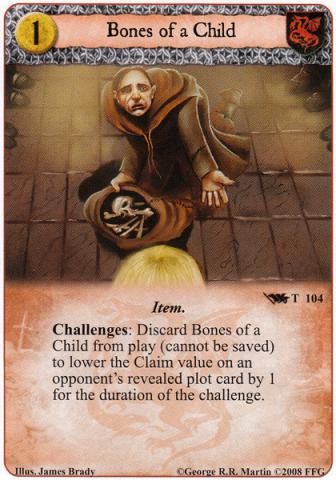 1
Bones of a Child
T 104
Item.
Challenges: Discard Bones of a
Child from play (cannot be saved)
to lower the Claim value on an
opponent's revealed plot card by 1
for the duration of the challenge.
Illus. James Brady ©George R.R. Martin ©2008 FFG